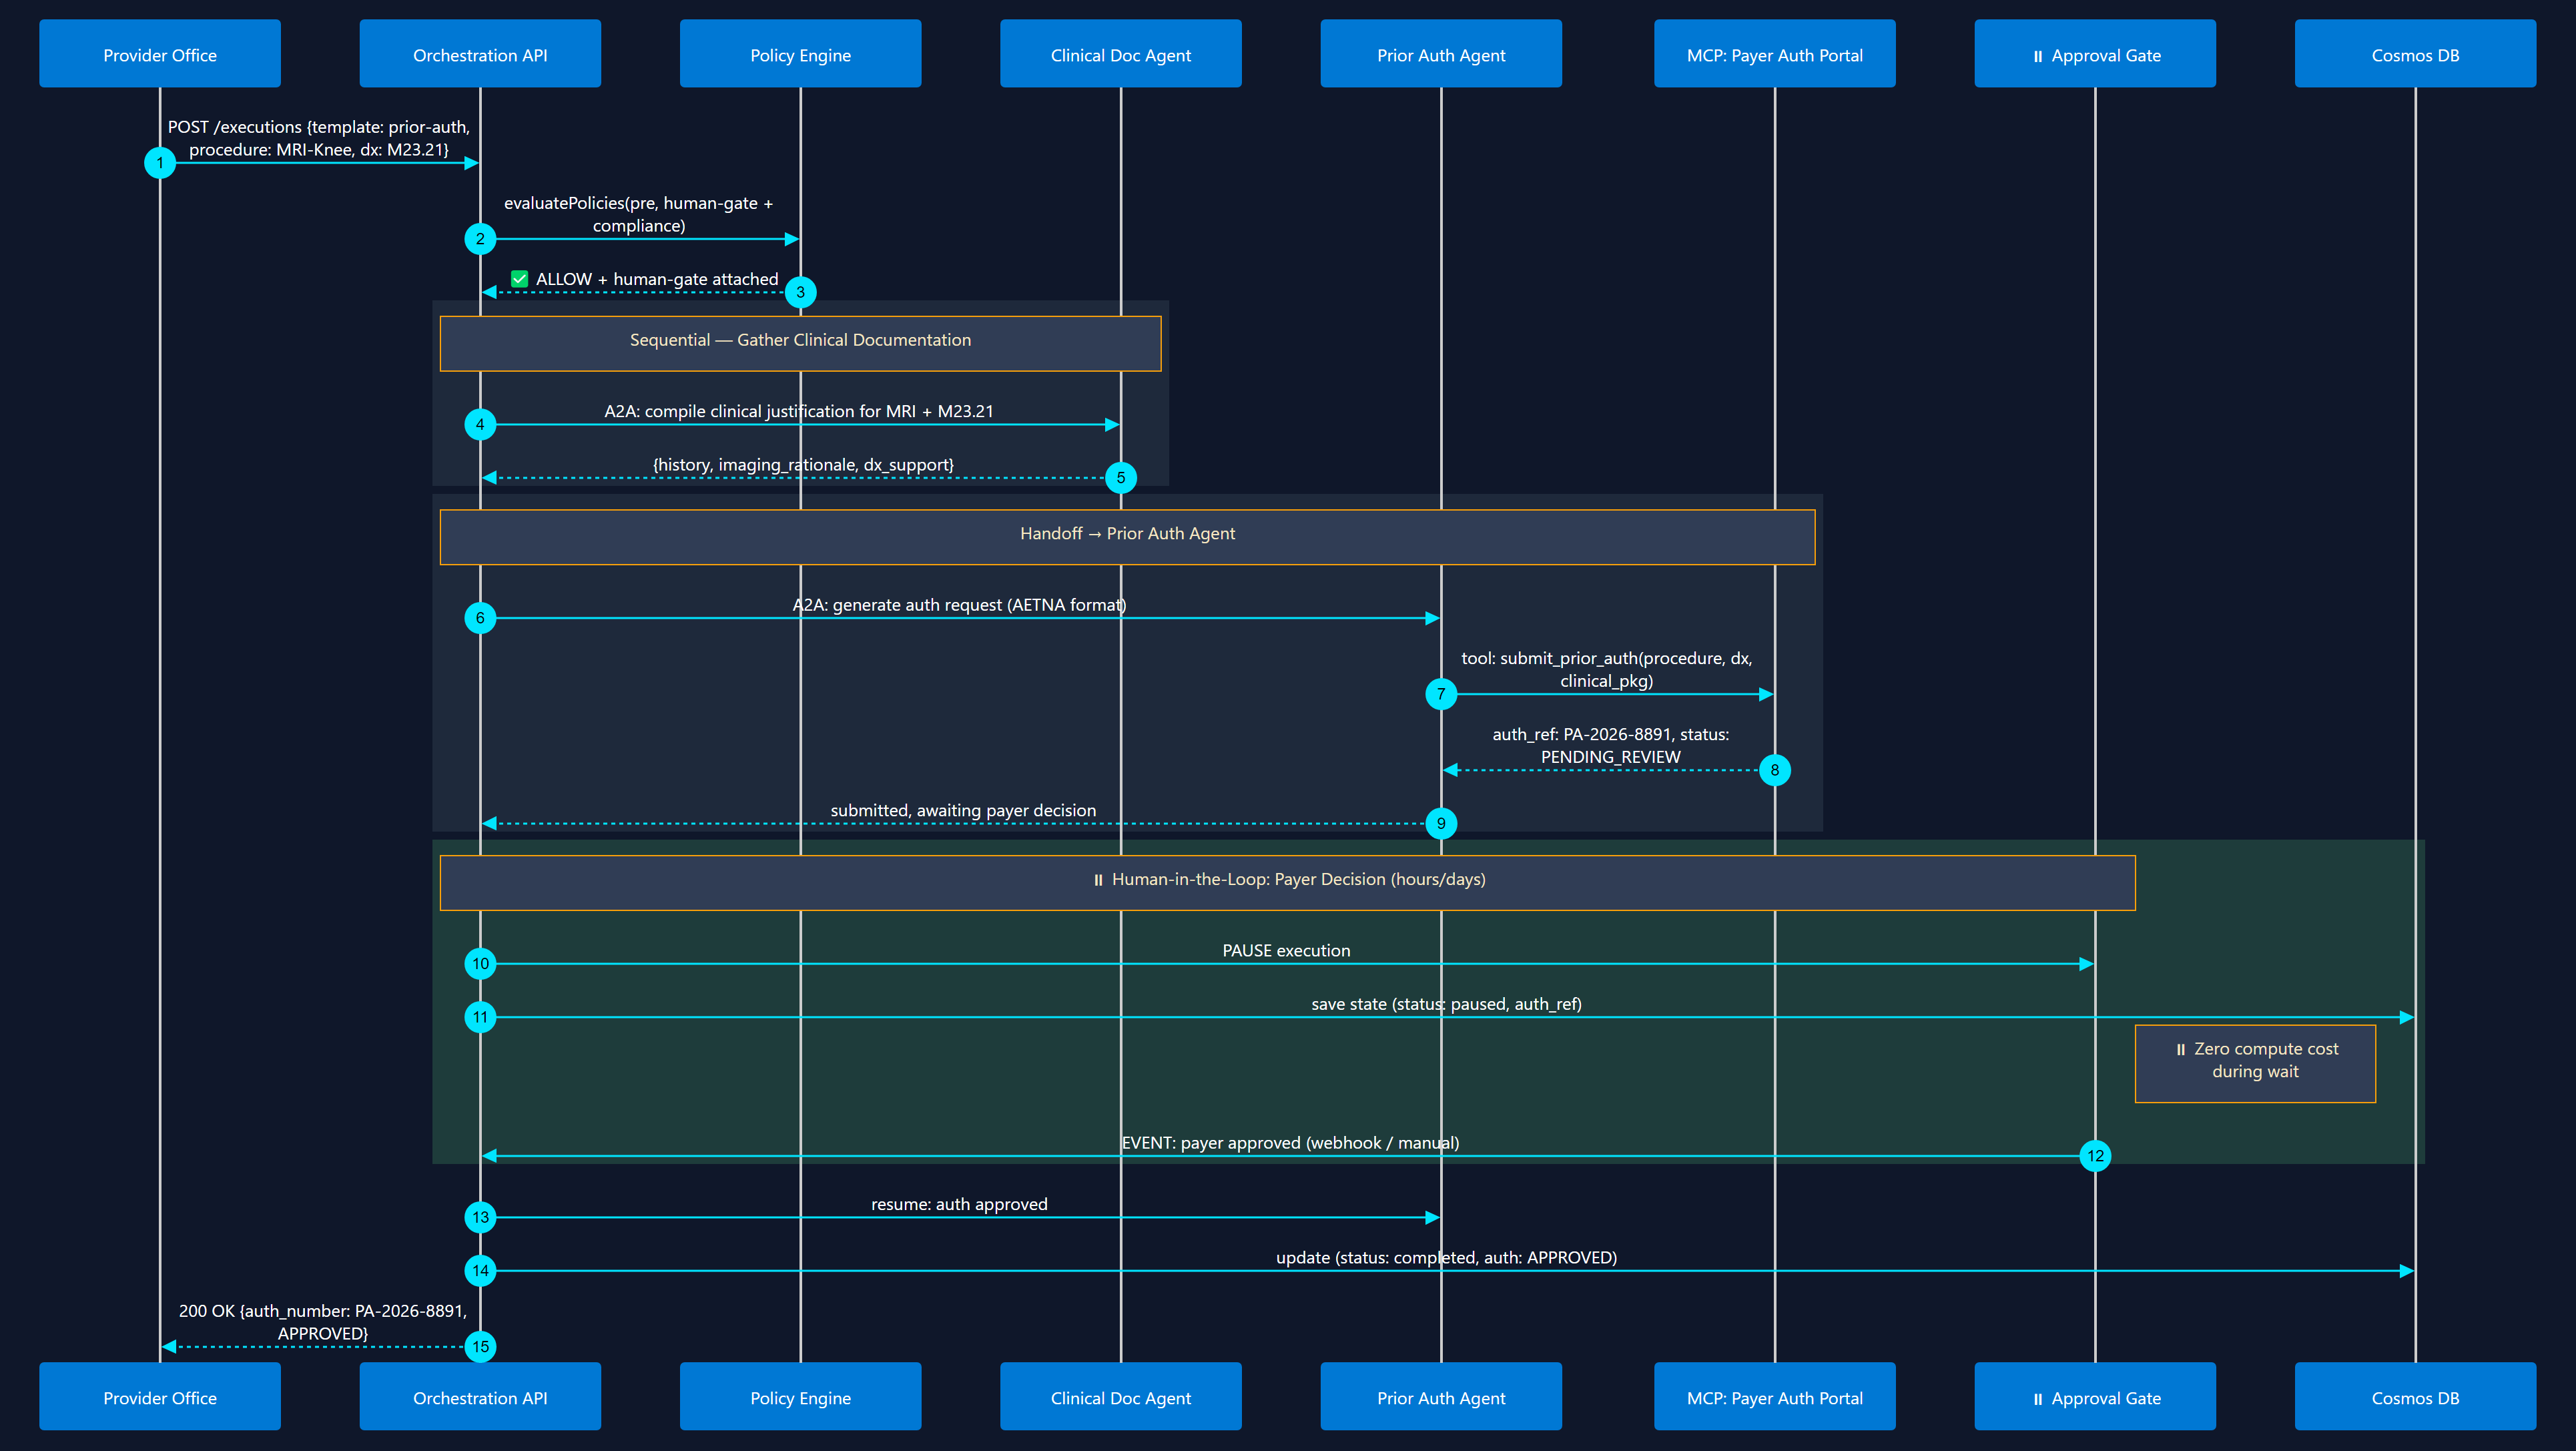 Provider Office
Orchestration API
Policy Engine
Clinical Doc Agent
Prior Auth Agent
MCP: Payer Auth Portal
⏸ Approval Gate
Cosmos DB
POST /executions {template: prior-auth,
procedure: MRI-Knee, dx: M23.21}
1
evaluatePolicies(pre, human-gate +
compliance)
2
✅ ALLOW + human-gate attached
3
Sequential — Gather Clinical Documentation
A2A: compile clinical justification for MRI + M23.21
4
{history, imaging_rationale, dx_support}
5
Handoff → Prior Auth Agent
A2A: generate auth request (AETNA format)
6
tool: submit_prior_auth(procedure, dx,
clinical_pkg)
7
auth_ref: PA-2026-8891, status:
PENDING_REVIEW
8
submitted, awaiting payer decision
9
⏸ Human-in-the-Loop: Payer Decision (hours/days)
PAUSE execution
10
save state (status: paused, auth_ref)
11
⏸ Zero compute cost
during wait
EVENT: payer approved (webhook / manual)
12
resume: auth approved
13
update (status: completed, auth: APPROVED)
14
200 OK {auth_number: PA-2026-8891,
APPROVED}
15
Provider Office
Orchestration API
Policy Engine
Clinical Doc Agent
Prior Auth Agent
MCP: Payer Auth Portal
⏸ Approval Gate
Cosmos DB